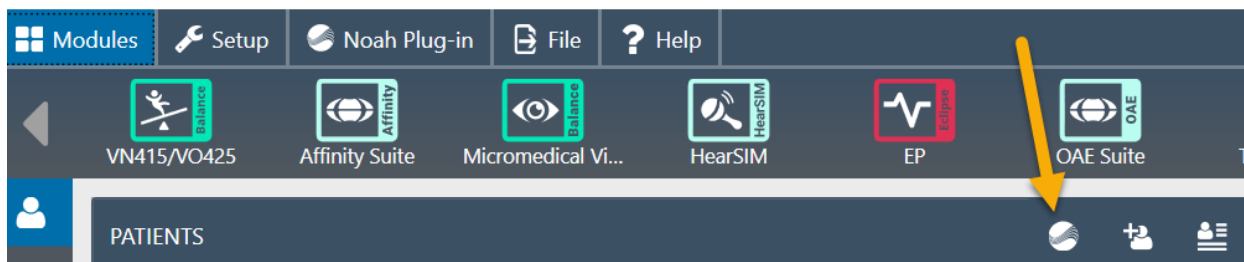 Modules Setup Noah Plug-in File ? Help
Balance Affinity Balance HearSIM Eclipse OAE
VN415/VO425 Affinity Suite Micromedical Vi... HearSIM EP OAE Suite
PATIENTS